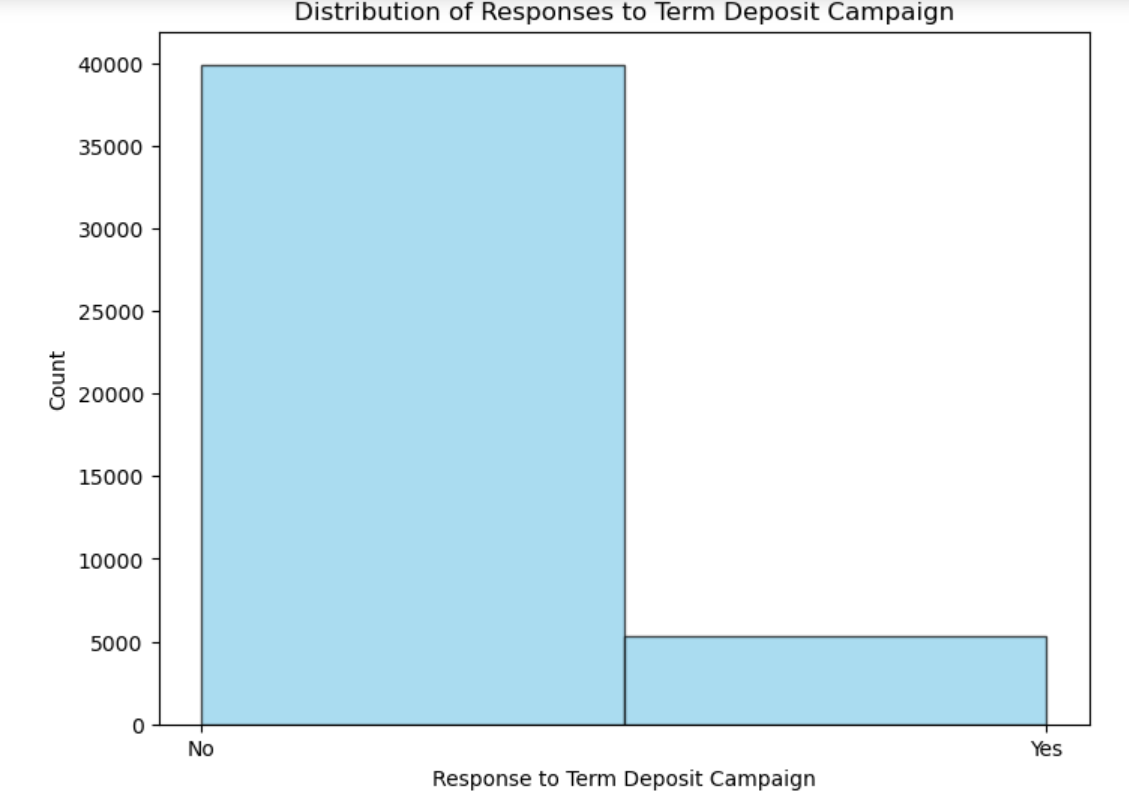 Distribution of Responses to Term Deposit Campaign
40000
35000
30000
25000
20000
15000
10000
5000
0
Count
No Yes
Response to Term Deposit Campaign